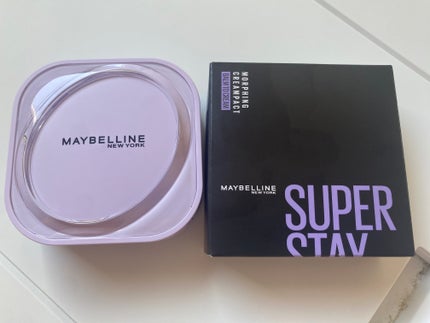 MAYBELLINE
NEW YORK
MORPHING
CREAMPACT
MAYBELLINE
NEW YORK
SUPER
STAY